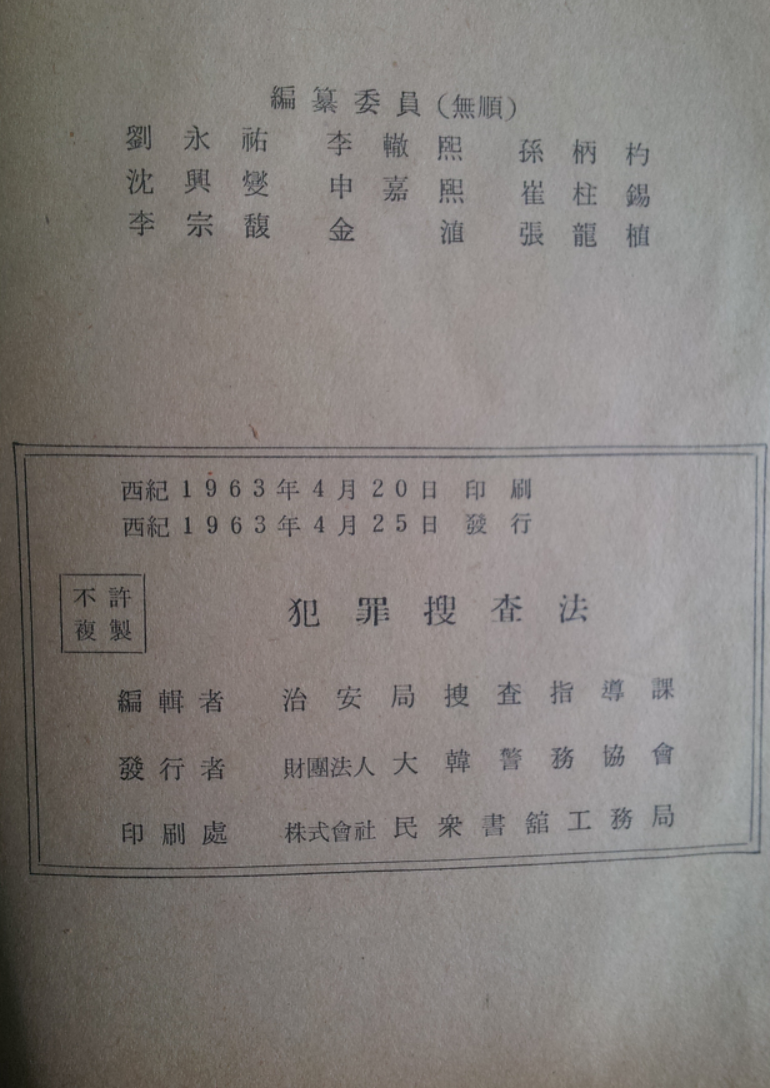 編纂委員(無順)
劉永祐 李轍熙 孫柄杓
沈興燮 申嘉熙 崔柱錫
李宗馥 金洰 張龍植
西紀1963年4月20日 印刷
西紀1963年4月25日 發行
不許
複製
犯罪搜査法
編輯者 治安局搜査指導課
發行者 財團法人大韓警務協會
印刷處 株式會社民衆書舘工務局